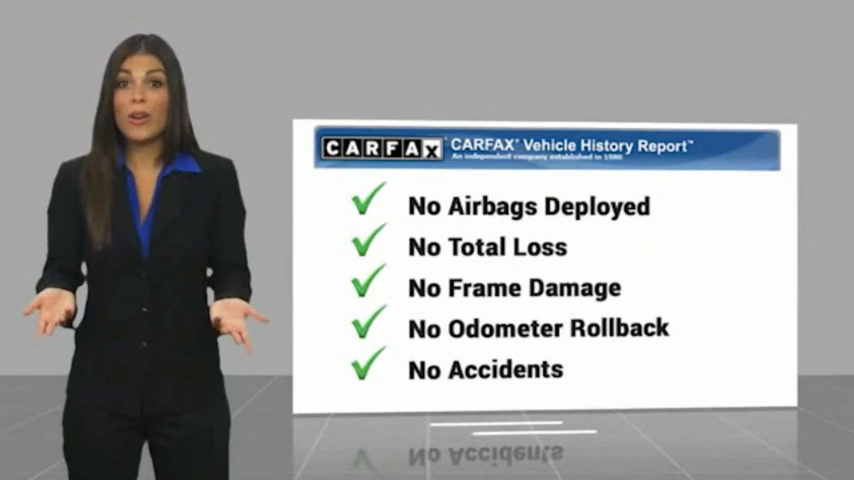 CARFAX CARFAX® Vehicle History Report™
An independent company established in 1986
No Airbags Deployed
No Total Loss
No Frame Damage
No Odometer Rollback
No Accidents
No Accidents